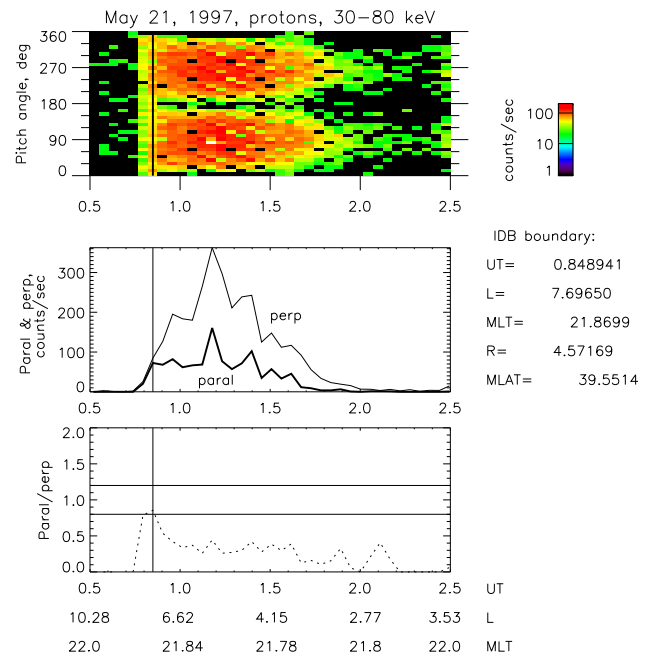 May 21, 1997, protons, 30-80 keV
Pitch angle, deg
360
270
180
90
0
0.5 1.0 1.5 2.0 2.5
counts/sec
100
10
1
Paral & perp,
counts/sec
300
200
100
0
perp
paral
0.5 1.0 1.5 2.0 2.5
IDB boundary:
UT= 0.848941
L= 7.69650
MLT= 21.8699
R= 4.57169
MLAT= 39.5514
Paral/perp
2.0
1.5
1.0
0.5
0.0
0.5 1.0 1.5 2.0 2.5 UT
10.28 6.62 4.15 2.77 3.53 L
22.0 21.84 21.78 21.8 22.0 MLT